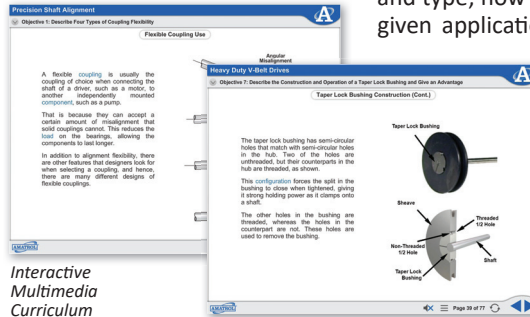 and type, how
given applicatio
Precision Shaft Alignment
Objective 1: Describe Four Types of Coupling Flexibility
Flexible Coupling Use
Angular
Misalignment
A flexible coupling is usually the
coupling of choice when connecting the
shaft of a driver, such as a motor, to
another independently mounted
component, such as a pump.
That is because they can accept a
certain amount of misalignment that
solid couplings cannot. This reduces the
load on the bearings, allowing the
components to last longer.
In addition to alignment flexibility, there
are other features that designers look for
when selecting a coupling, and hence,
there are many different designs of
flexible couplings.
AMATROL
Heavy Duty V-Belt Drives
Objective 7: Describe the Construction and Operation of a Taper Lock Bushing and Give an Advantage
Taper Lock Bushing Construction (Cont.)
The taper lock bushing has semi-circular
holes that match with semi-circular holes
in the hub. Two of the holes are
unthreaded, but their counterparts in the
hub are threaded, as shown.
This configuration forces the split in the
bushing to close when tightened, giving
it strong holding power as it clamps onto
a shaft.
The other holes in the bushing are
threaded, whereas the holes in the
counterpart are not. These holes are
used to remove the bushing.
Taper Lock Bushing
Sheave
Threaded
1/2 Hole
Non-Threaded
1/2 Hole
Shaft
Taper Lock
Bushing
AMATROL
Page 39 of 77
Interactive
Multimedia
Curriculum